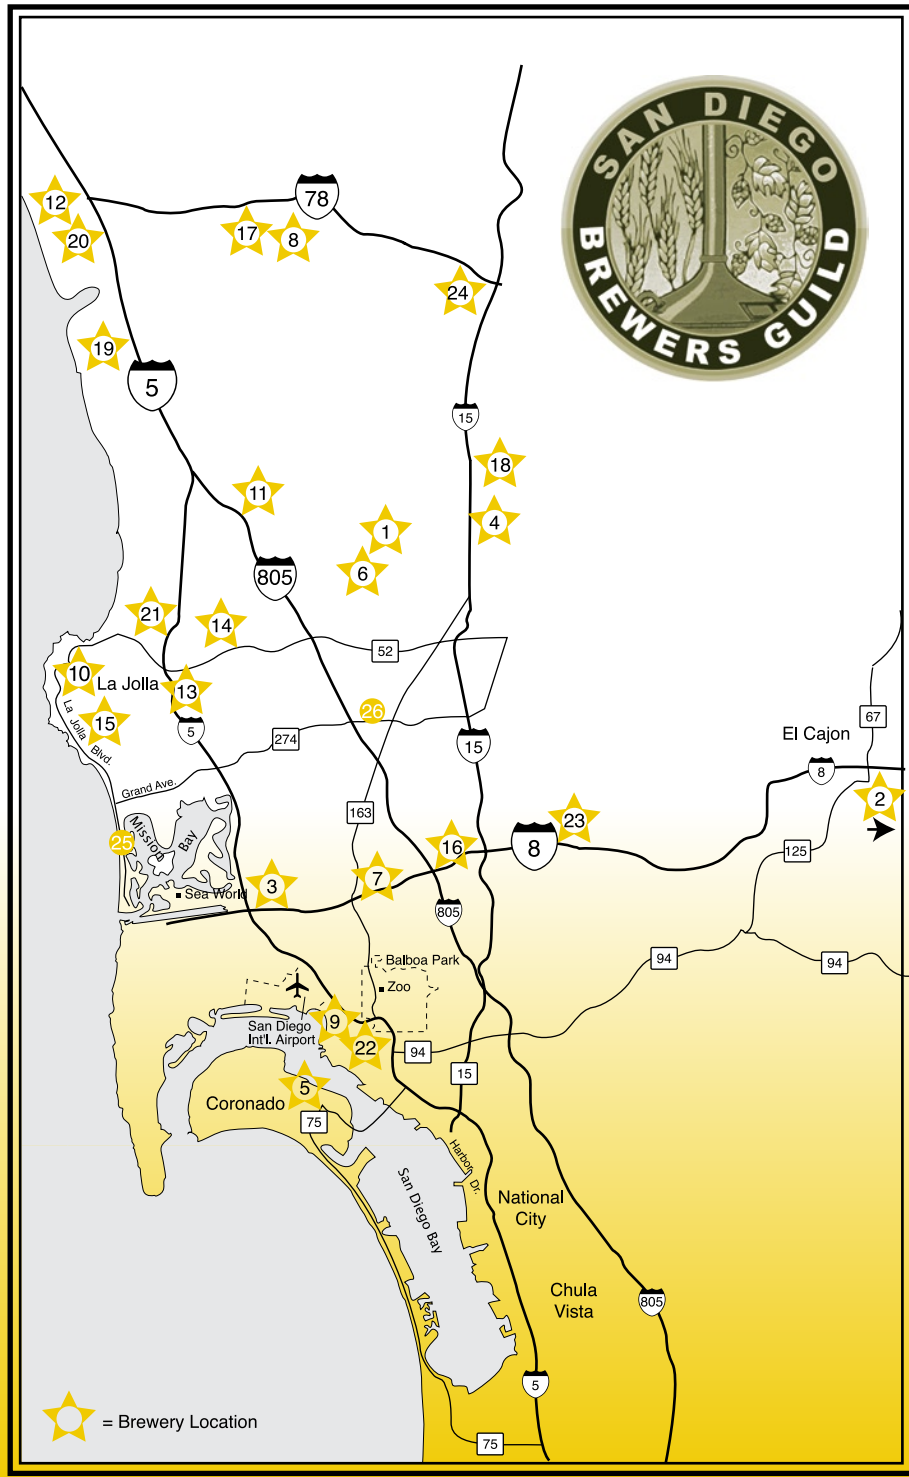 SAN DIEGO
BREWERS GUILD
78
12
20
17
8
24
19
5
15
18
11
4
1
6
805
21
14
52
10
La Jolla
13
26
15
La Jolla Blvd.
5
274
15
67
El Cajon
8
Grand Ave.
2
163
23
Mission
Bay
25
16
8
125
7
3
Sea World
805
94
94
Balboa Park
Zoo
9
San Diego
Int'l. Airport
22
94
15
5
Coronado
75
Harbor Dr.
San Diego Bay
National
City
Chula
Vista
805
5
= Brewery Location
75